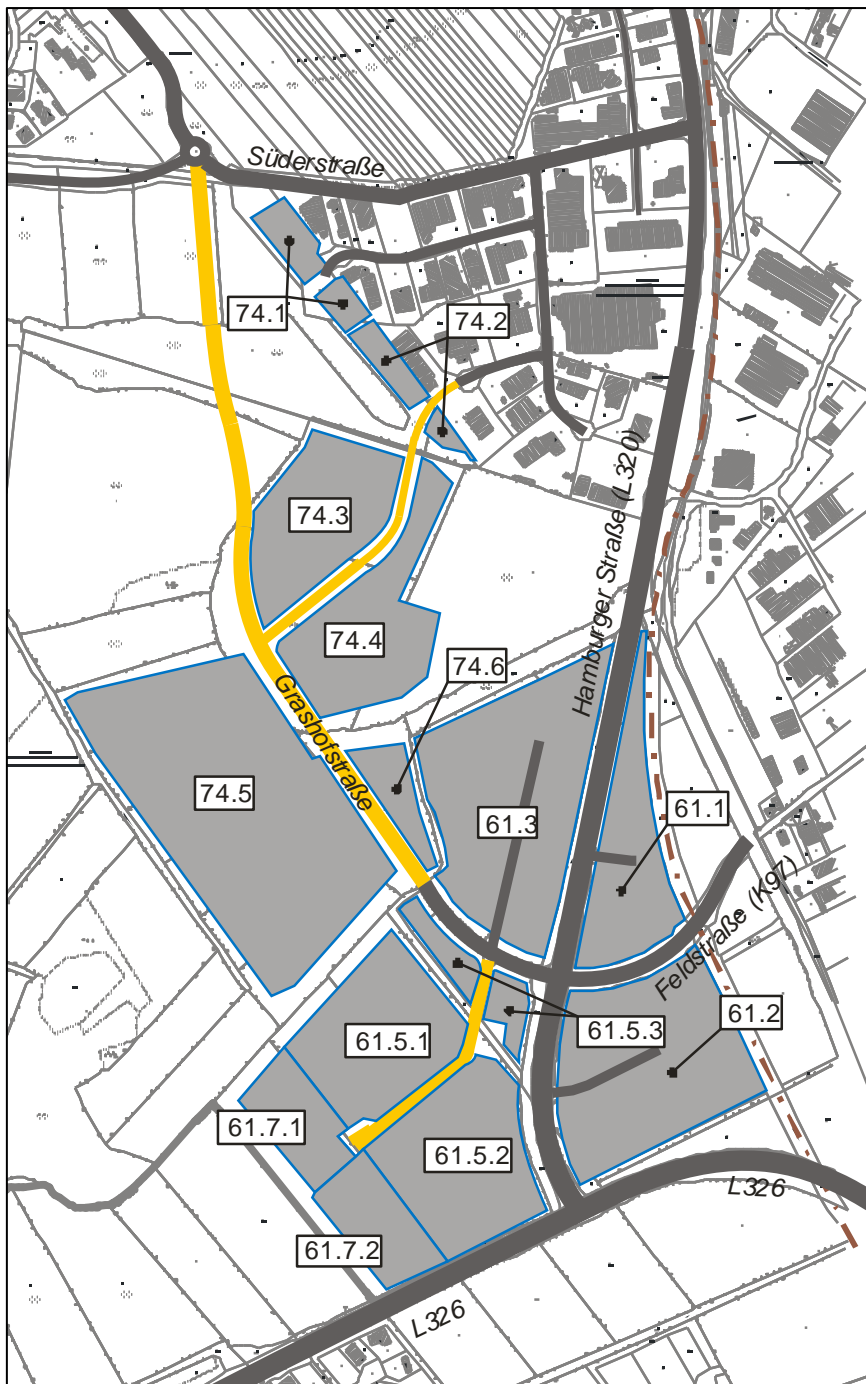 Süderstraße
74.1
74.2
Hamburger Straße (L320)
74.3
74.4
74.6
Grashofstraße
74.5
61.3
61.1
Feldstraße (K97)
61.2
61.5.3
61.5.1
61.7.1
61.5.2
L326
61.7.2
L326